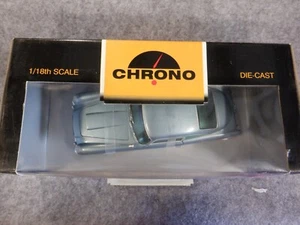 1/18th SCALE
CHRONO
DIE-CAST